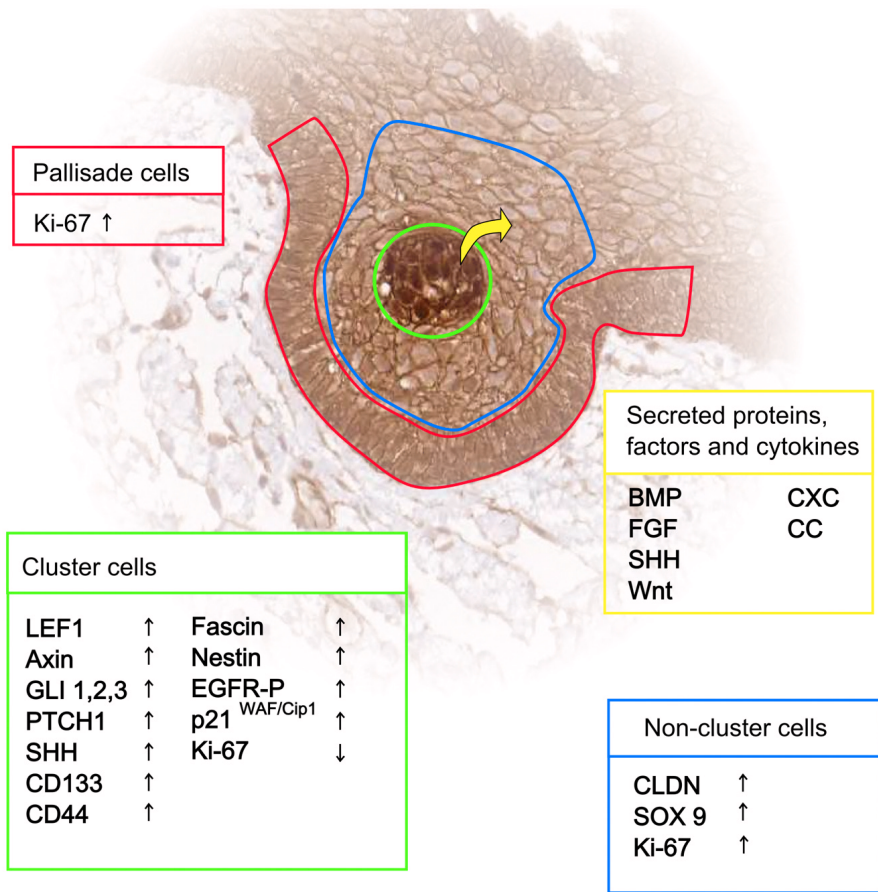 Pallisade cells
Ki-67 ↑
Secreted proteins,
factors and cytokines
BMP CXC
FGF CC
SHH
Wnt
Cluster cells
LEF1 ↑ Fascin ↑
Axin ↑ Nestin ↑
GLI 1,2,3 ↑ EGFR-P ↑
PTCH1 ↑ p21 WAF/Cip1 ↑
SHH ↑ Ki-67 ↓
CD133 ↑
CD44 ↑
Non-cluster cells
CLDN ↑
SOX 9 ↑
Ki-67 ↑